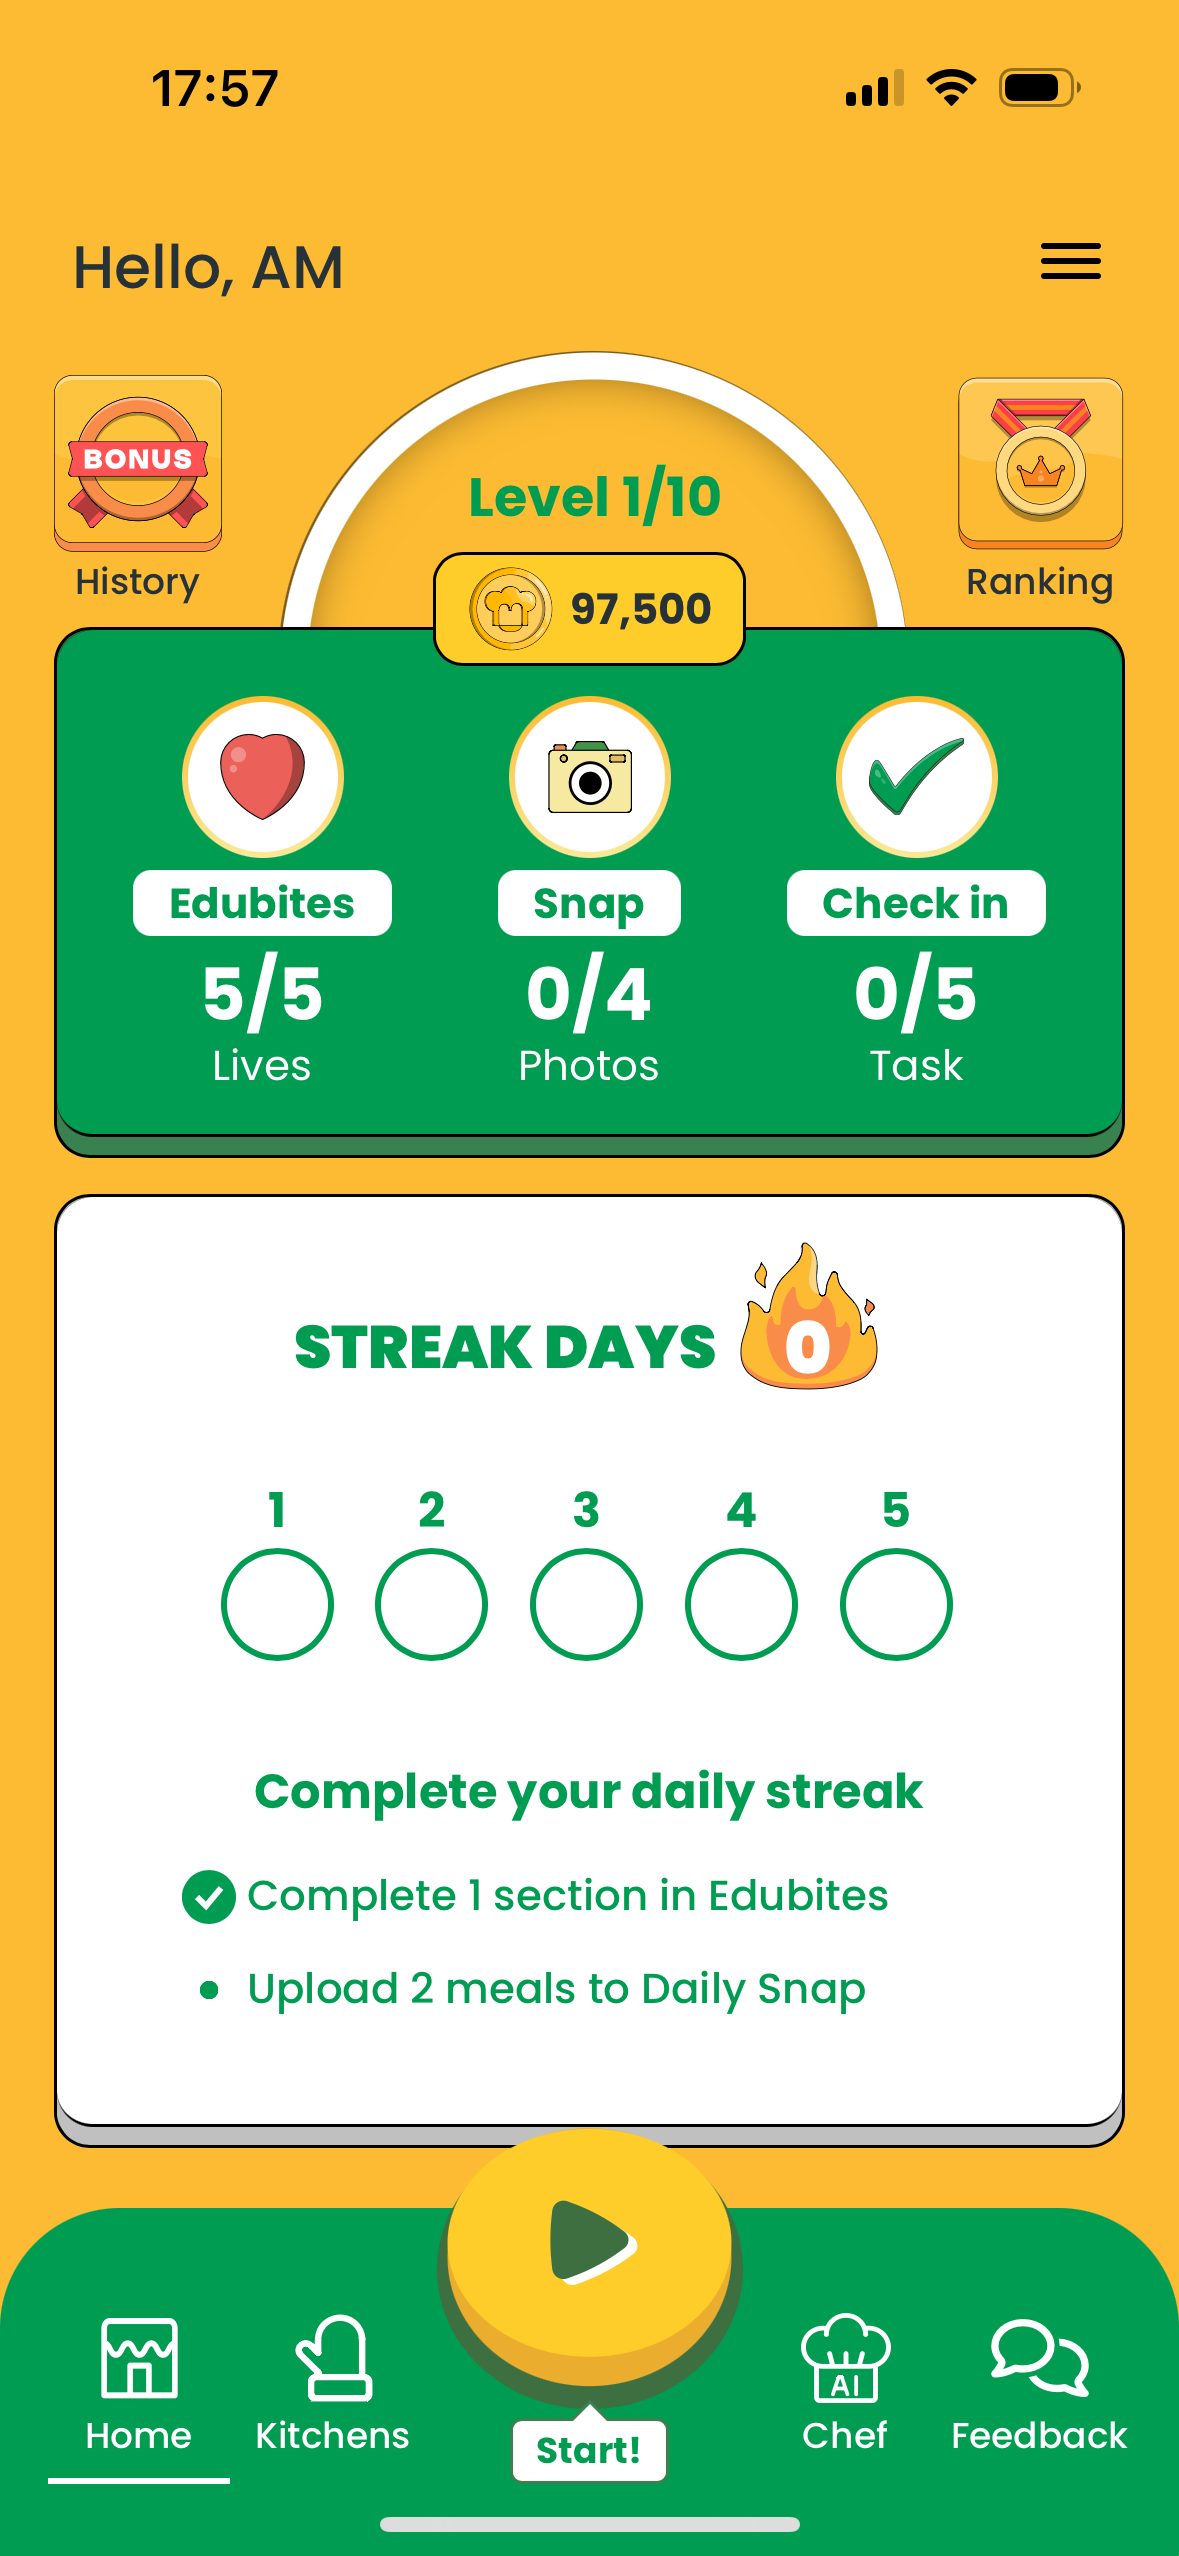 17:57
Hello, AM
BONUS
History
Ranking
Level 1/10
97,500
Edubites
Snap
Check in
5/5
0/4
0/5
Lives
Photos
Task
STREAK DAYS 0
1 2 3 4 5
Complete your daily streak
Complete 1 section in Edubites
Upload 2 meals to Daily Snap
AI
Home
Kitchens
Start!
Chef
Feedback